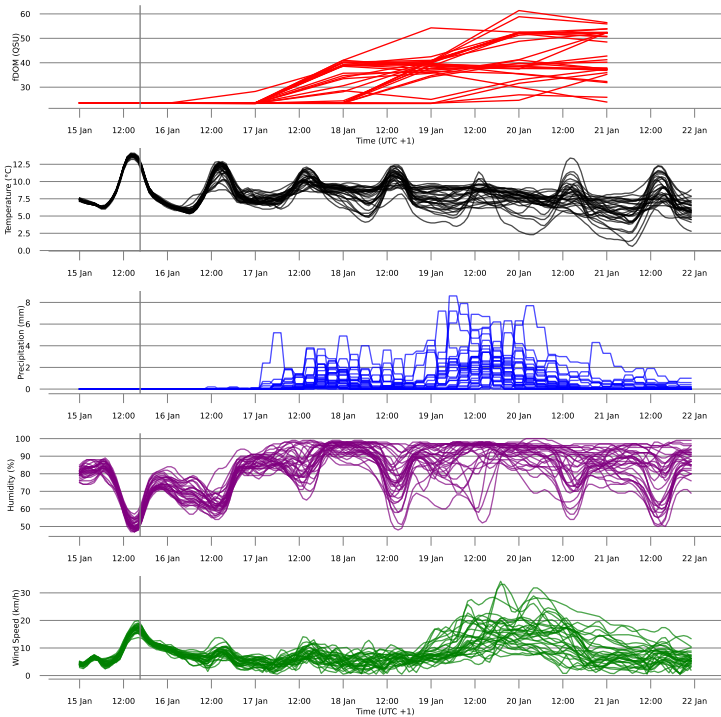 60
50
40
30
fDOM (QSU)
15 Jan 12:00 16 Jan 12:00 17 Jan 12:00 18 Jan 12:00 19 Jan 12:00 20 Jan 12:00 21 Jan 12:00 22 Jan
Time (UTC +1)
12.5
10.0
7.5
5.0
2.5
0.0
Temperature (°C)
15 Jan 12:00 16 Jan 12:00 17 Jan 12:00 18 Jan 12:00 19 Jan 12:00 20 Jan 12:00 21 Jan 12:00 22 Jan
8
6
4
2
0
Precipitation (mm)
15 Jan 12:00 16 Jan 12:00 17 Jan 12:00 18 Jan 12:00 19 Jan 12:00 20 Jan 12:00 21 Jan 12:00 22 Jan
100
90
80
70
60
50
Humidity (%)
15 Jan 12:00 16 Jan 12:00 17 Jan 12:00 18 Jan 12:00 19 Jan 12:00 20 Jan 12:00 21 Jan 12:00 22 Jan
30
20
10
0
Wind Speed (km/h)
15 Jan 12:00 16 Jan 12:00 17 Jan 12:00 18 Jan 12:00 19 Jan 12:00 20 Jan 12:00 21 Jan 12:00 22 Jan
Time (UTC +1)